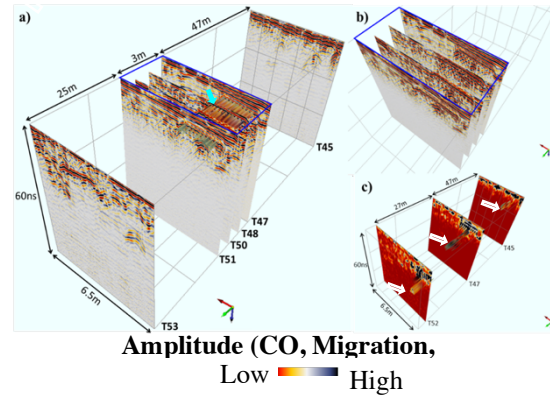 a)
47m
3m
25m
T45
60ns
T47
T48
T50
T51
6.5m
T53
b)
c)
47m
27m
T45
60ns
T47
6.5m
T52
Amplitude (CO, Migration,
Low High